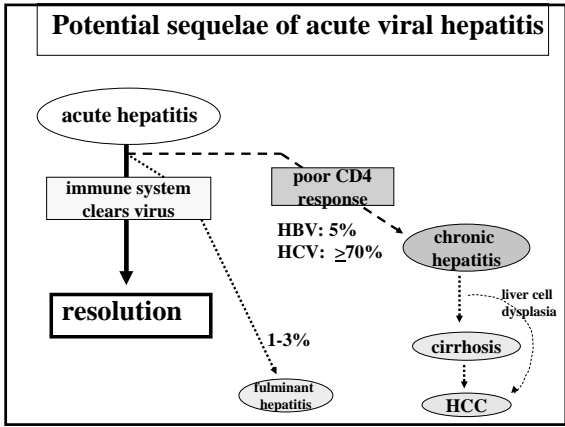 Potential sequelae of acute viral hepatitis
acute hepatitis
immune system
clears virus
poor CD4
response
HBV: 5%
HCV: ≥70%
chronic
hepatitis
resolution
liver cell
dysplasia
1-3%
cirrhosis
fulminant
hepatitis
HCC